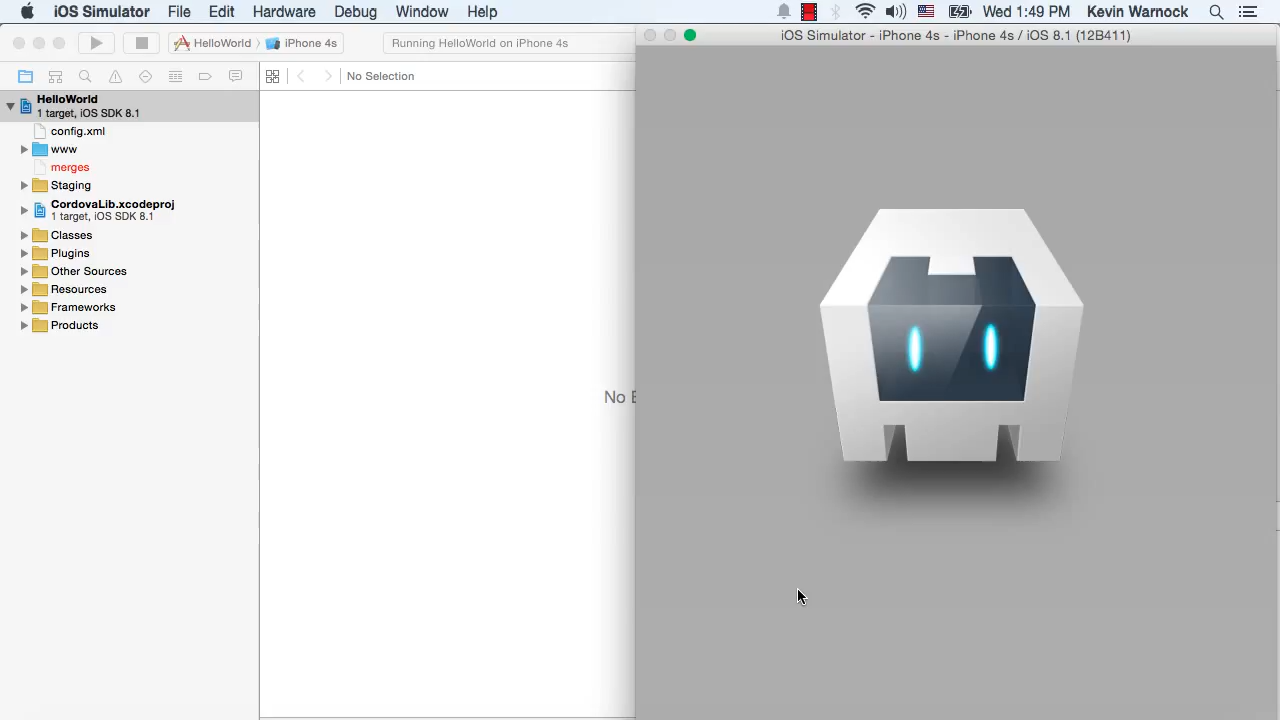 iOS Simulator File Edit Hardware Debug Window Help Wed 1:49 PM Kevin Warnock
HelloWorld iPhone 4s Running HelloWorld on iPhone 4s
iOS Simulator - iPhone 4s - iPhone 4s / iOS 8.1 (12B411)
No Selection
HelloWorld
1 target, iOS SDK 8.1
config.xml
www
merges
Staging
CordovaLib.xcodeproj
1 target, iOS SDK 8.1
Classes
Plugins
Other Sources
Resources
Frameworks
Products
No